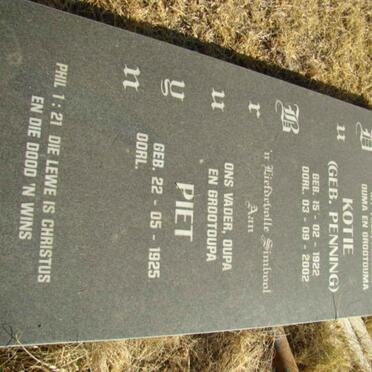 Du Bruyn
OUMA EN GROOTOUMA
KOTIE
(GEB. PENNING)
GEB. 15 - 02 - 1922
OORL. 03 - 09 - 2002
'n Liefdevolle Simbool
Aan
ONS VADER, OUPA
EN GROOTOUPA
PIET
GEB. 22 - 05 - 1925
OORL.
PHIL 1 : 21 DIE LEWE IS CHRISTUS
EN DIE DOOD 'N WINS